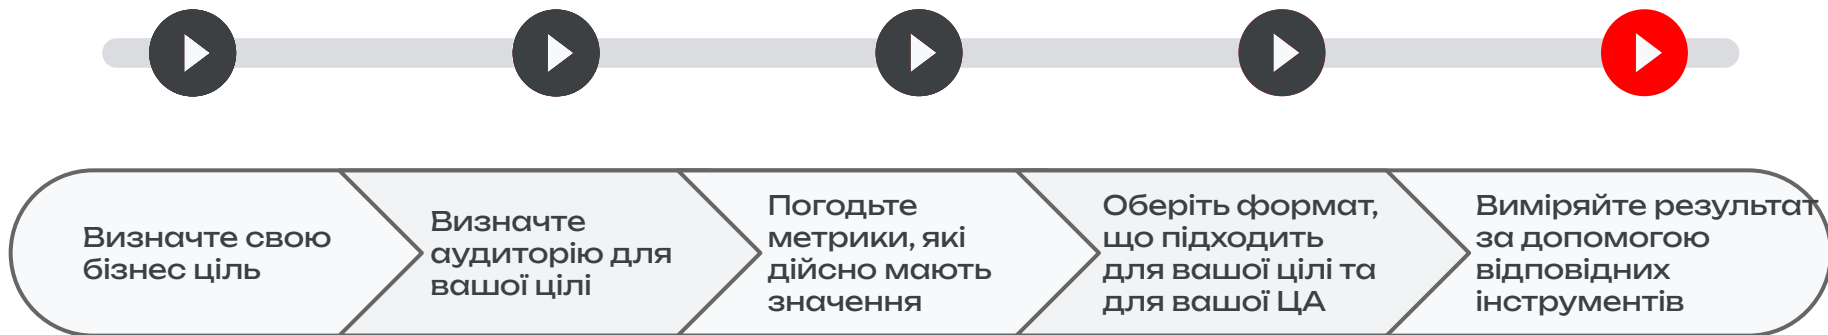 Визначте свою
бізнес ціль
Визначте
аудиторію для
вашої цілі
Погодьте
метрики, які
дійсно мають
значення
Оберіть формат,
що підходить
для вашої цілі та
для вашої ЦА
Виміряйте результат
за допомогою
відповідних
інструментів